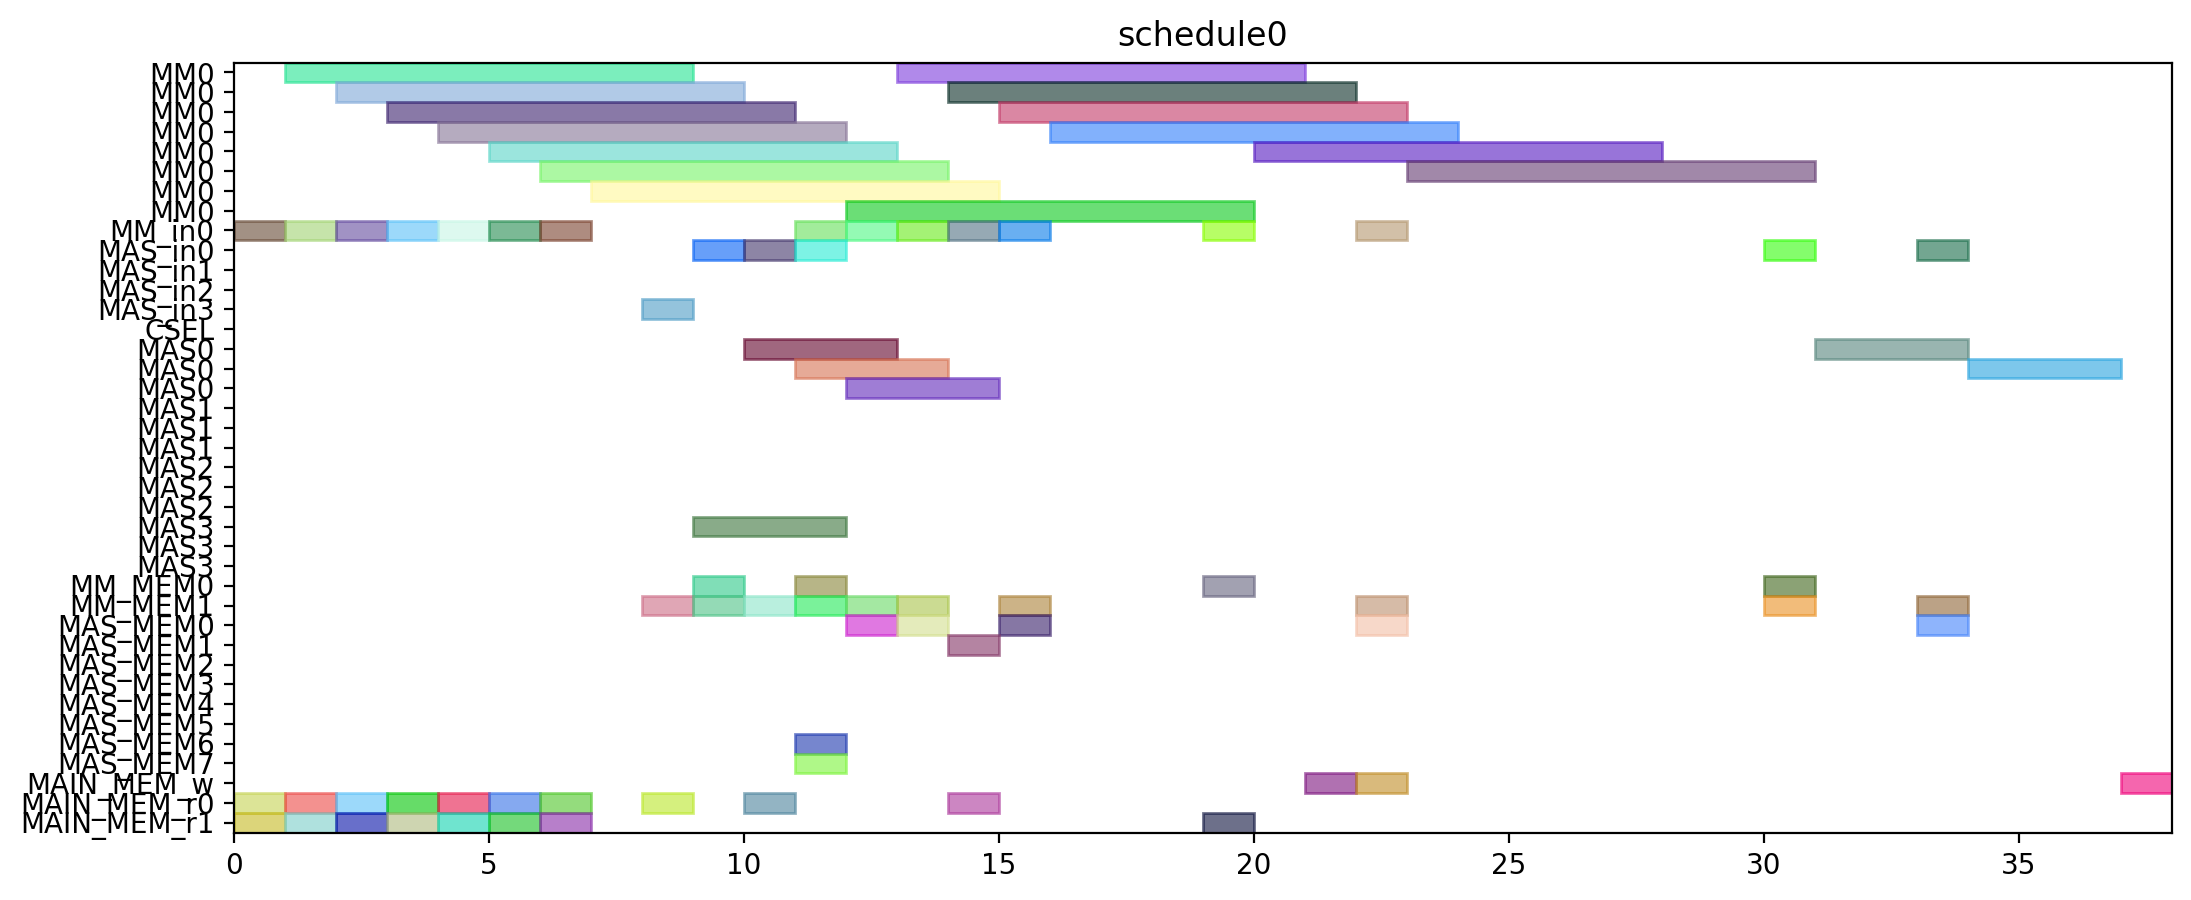 schedule0
MM0
MM0
MM0
MM0
MM0
MM0
MM0
MM0
MM_in0
MAS_in0
MAS_in1
MAS_in2
MAS_in3
CSEL
MAS0
MAS0
MAS0
MAS1
MAS1
MAS1
MAS2
MAS2
MAS2
MAS3
MAS3
MAS3
MM_MEM0
MM_MEM1
MAS_MEM0
MAS_MEM1
MAS_MEM2
MAS_MEM3
MAS_MEM4
MAS_MEM5
MAS_MEM6
MAS_MEM7
MAIN_MEM_w
MAIN_MEM_r0
MAIN_MEM_r1
0 5 10 15 20 25 30 35